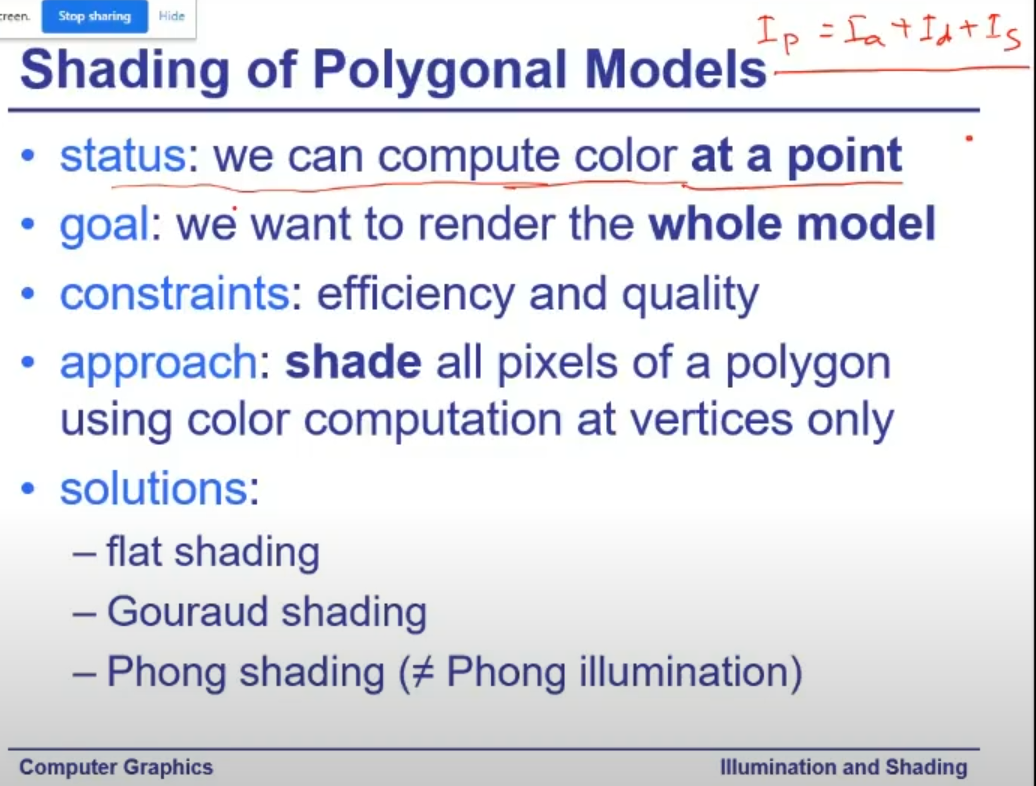 creen. Stop sharing Hide
I_p = I_a + I_d + I_s
Shading of Polygonal Models
• status: we can compute color at a point
• goal: we want to render the whole model
• constraints: efficiency and quality
• approach: shade all pixels of a polygon
using color computation at vertices only
• solutions:
– flat shading
– Gouraud shading
– Phong shading (≠ Phong illumination)
Computer Graphics Illumination and Shading